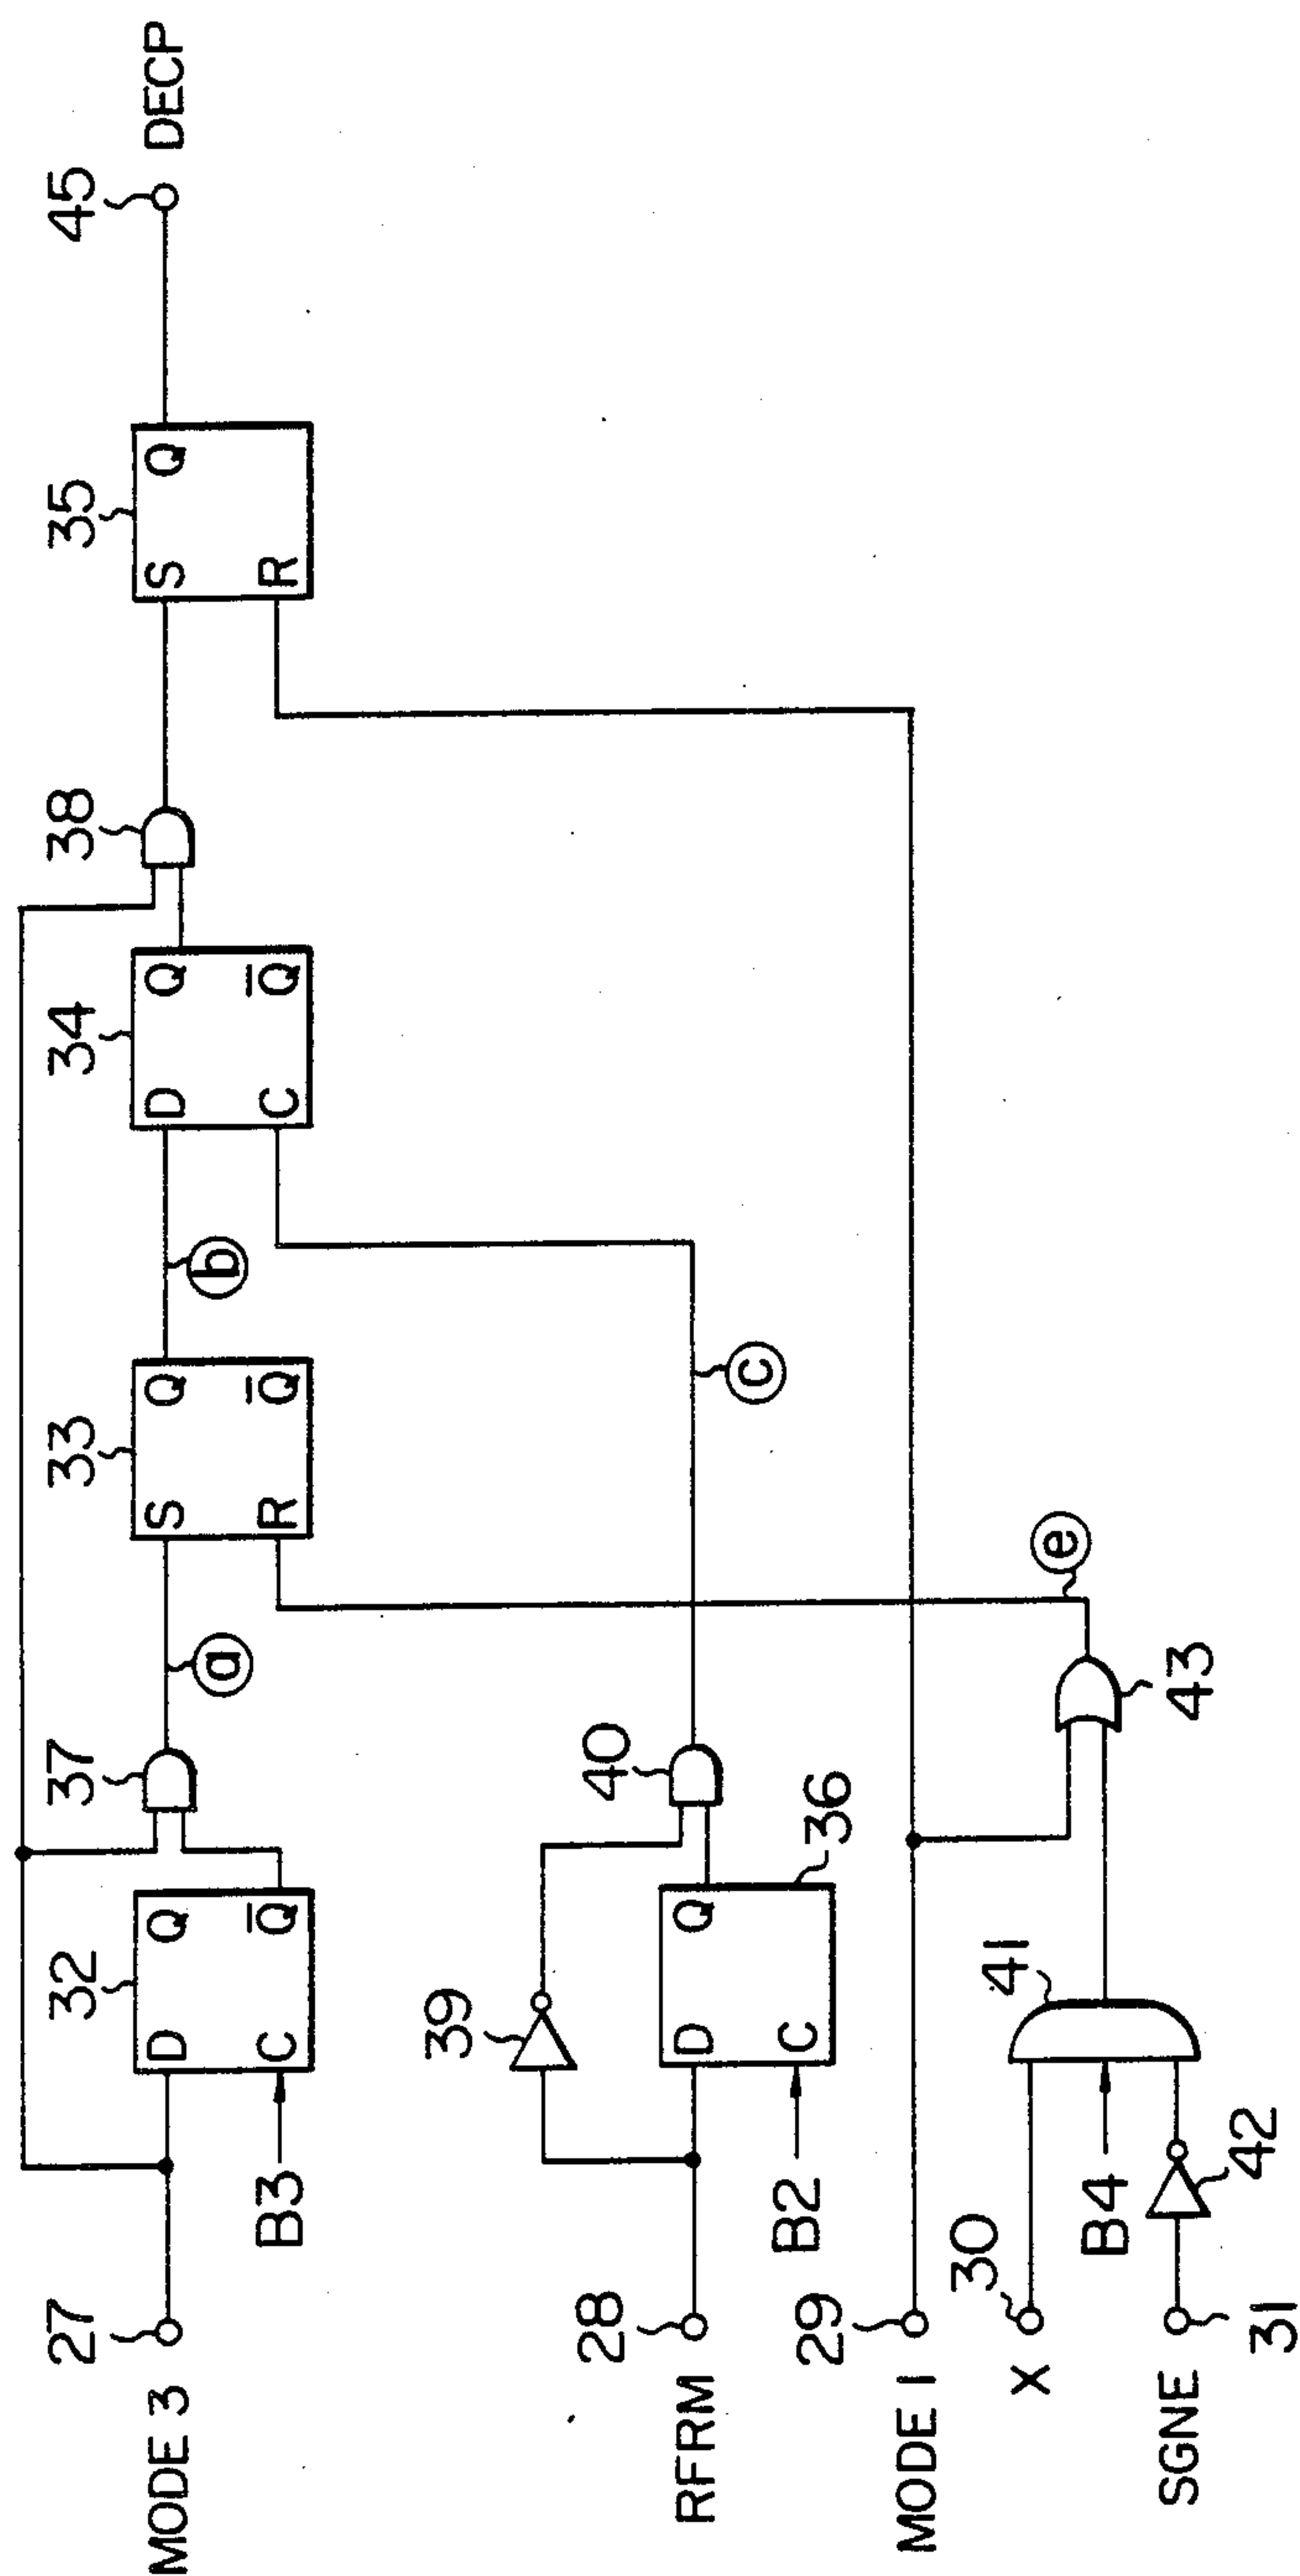 MODE 3
27
B3
32
D
C
Q
Q̅
37
ⓐ
33
S
R
Q
Q̅
ⓑ
34
D
C
Q
Q̅
38
35
S
R
Q
45
DECP
RFRM
28
39
B2
D
C
Q
36
40
ⓒ
MODE 1
29
X
30
B4
SGNE
31
42
41
43
ⓔ